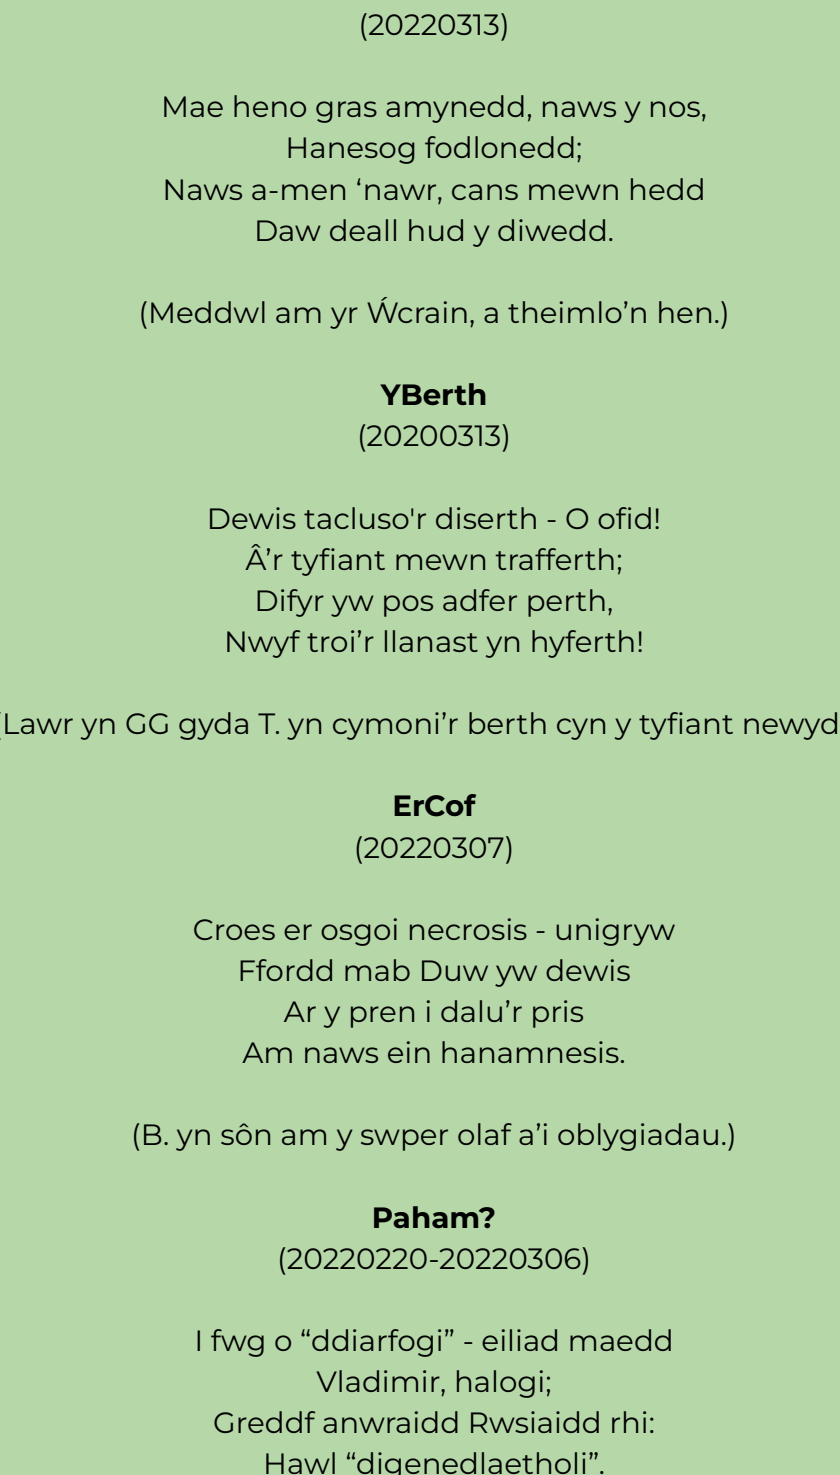 (20220313)
Mae heno gras amynedd, naws y nos,
Hanesog fodlonedd;
Naws a-men ‘nawr, cans mewn hedd
Daw deall hud y diwedd.
(Meddwl am yr Ẃcrain, a theimlo’n hen.)
YBerth
(20200313)
Dewis tacluso'r diserth - O ofid!
Â’r tyfiant mewn trafferth;
Difyr yw pos adfer perth,
Nwyf troi’r llanast yn hyferth!
(Lawr yn GG gyda T. yn cymoni’r berth cyn y tyfiant newyd
ErCof
(20220307)
Croes er osgoi necrosis - unigryw
Ffordd mab Duw yw dewis
Ar y pren i dalu’r pris
Am naws ein hanamnesis.
(B. yn sôn am y swper olaf a’i oblygiadau.)
Paham?
(20220220-20220306)
I fwg o “ddiarfogi” - eiliad maedd
Vladimir, halogi;
Greddf anwraidd Rwsiaidd rhi:
Hawl “digenedlaetholi”.